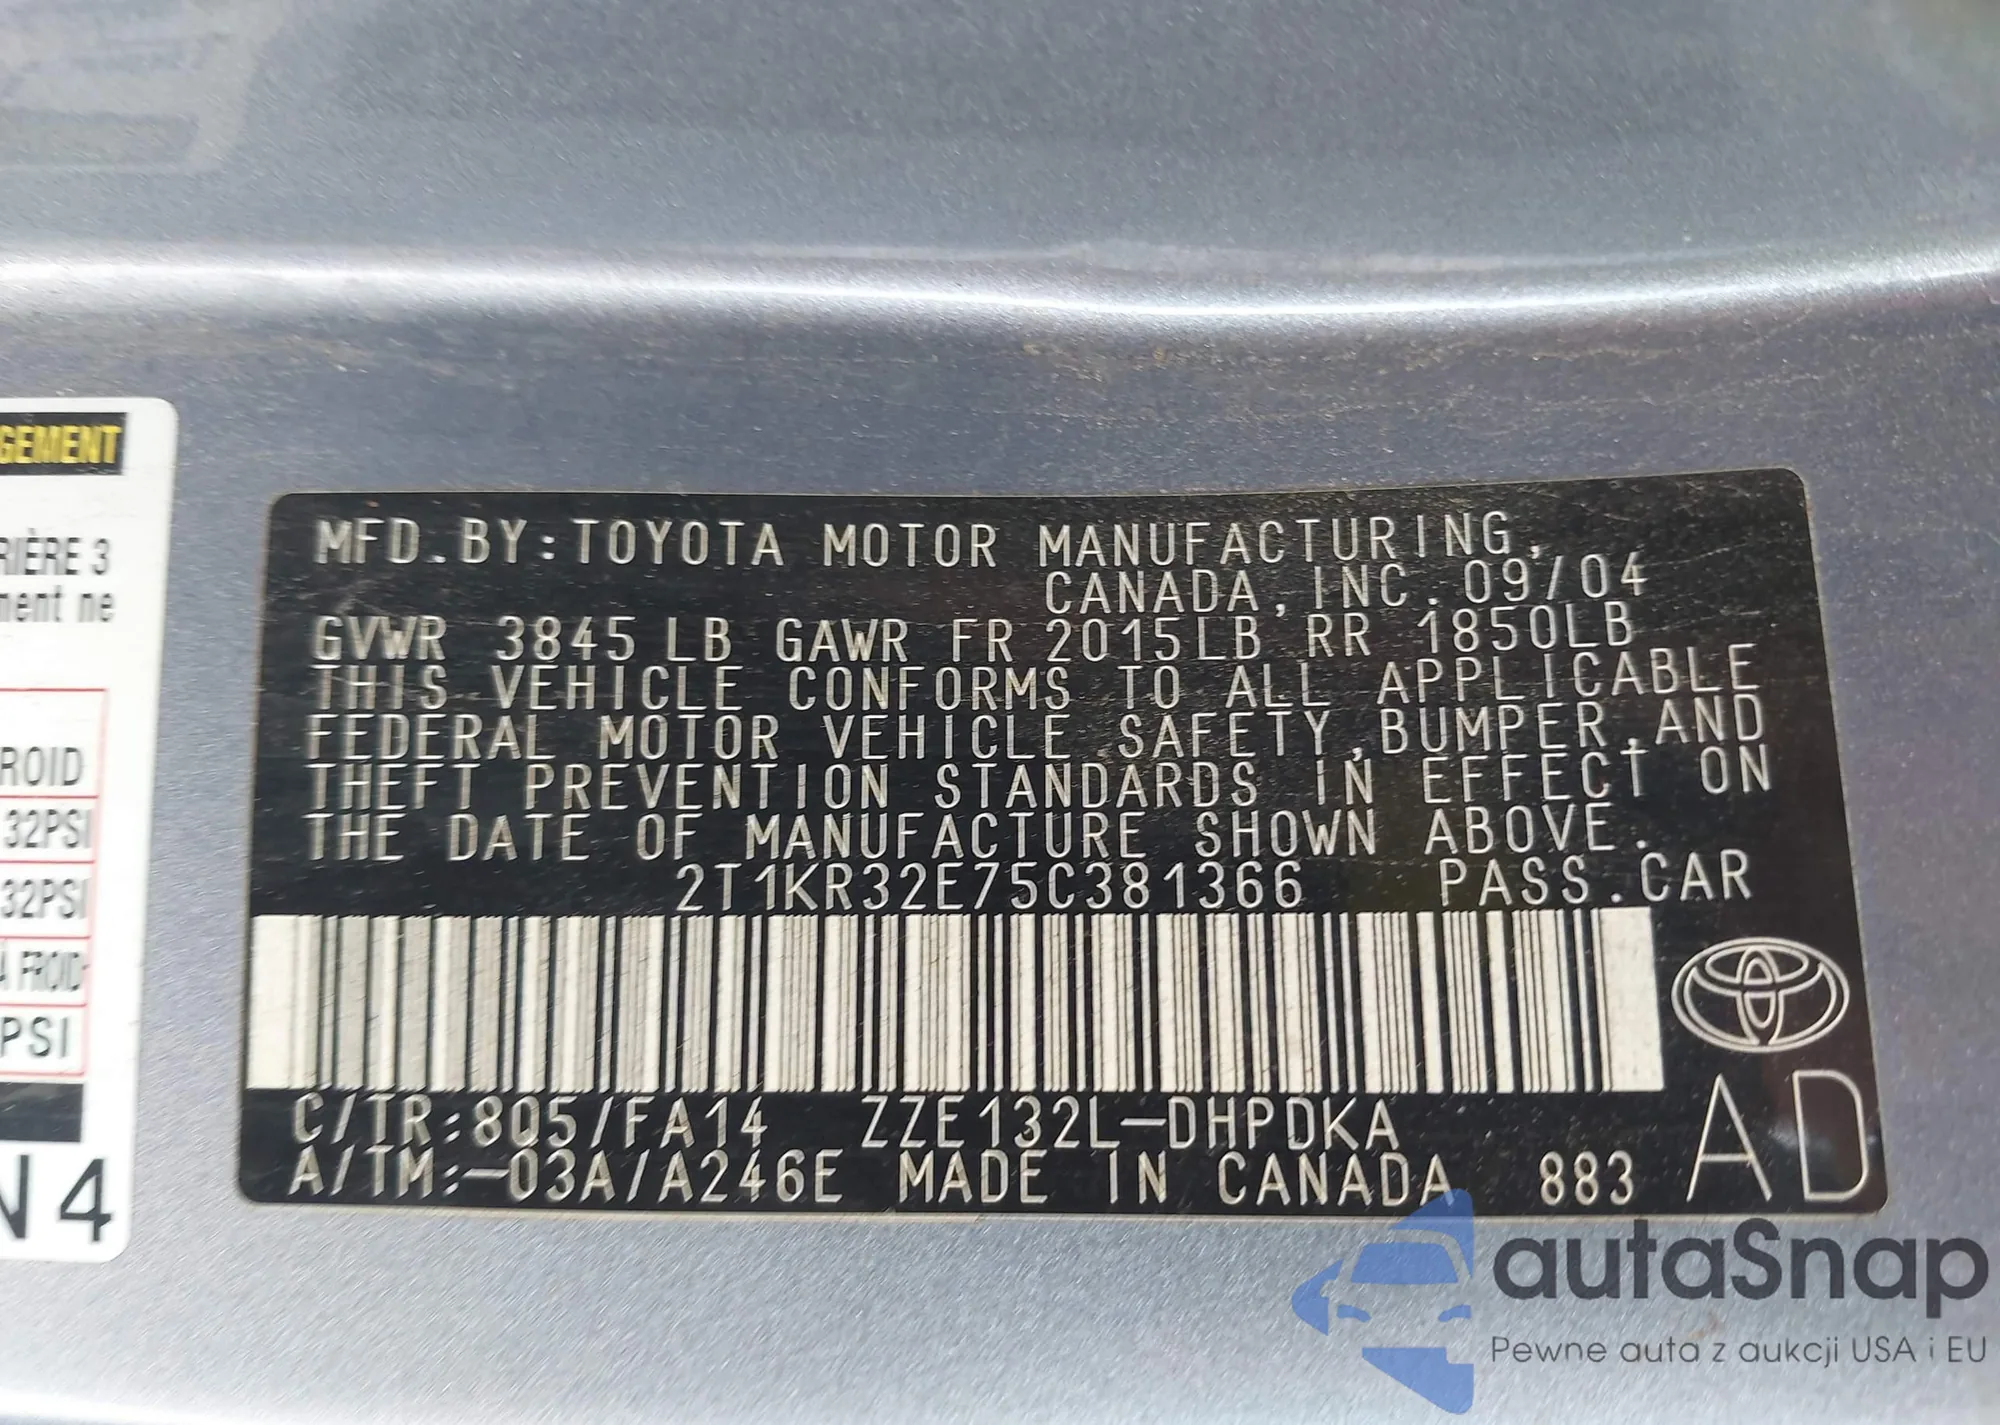 GEMENT
RIÈRE 3
ment ne
ROID
32PSI
32PSI
À FROID
PSI
N 4
MFD.BY:TOYOTA MOTOR MANUFACTURING,
CANADA,INC. 09/04
GVWR 3845 LB GAWR FR 2015LB RR 1850LB
THIS VEHICLE CONFORMS TO ALL APPLICABLE
FEDERAL MOTOR VEHICLE SAFETY,BUMPER,AND
THEFT PREVENTION STANDARDS IN EFFECT ON
THE DATE OF MANUFACTURE SHOWN ABOVE.
2T1KR32E75C381366 PASS.CAR
C/TR:8Q5/FA14 ZZE132L-DHPDKA
A/TM:-03A/A246E MADE IN CANADA 883
AD
autaSnap
Pewne auta z aukcji USA i EU